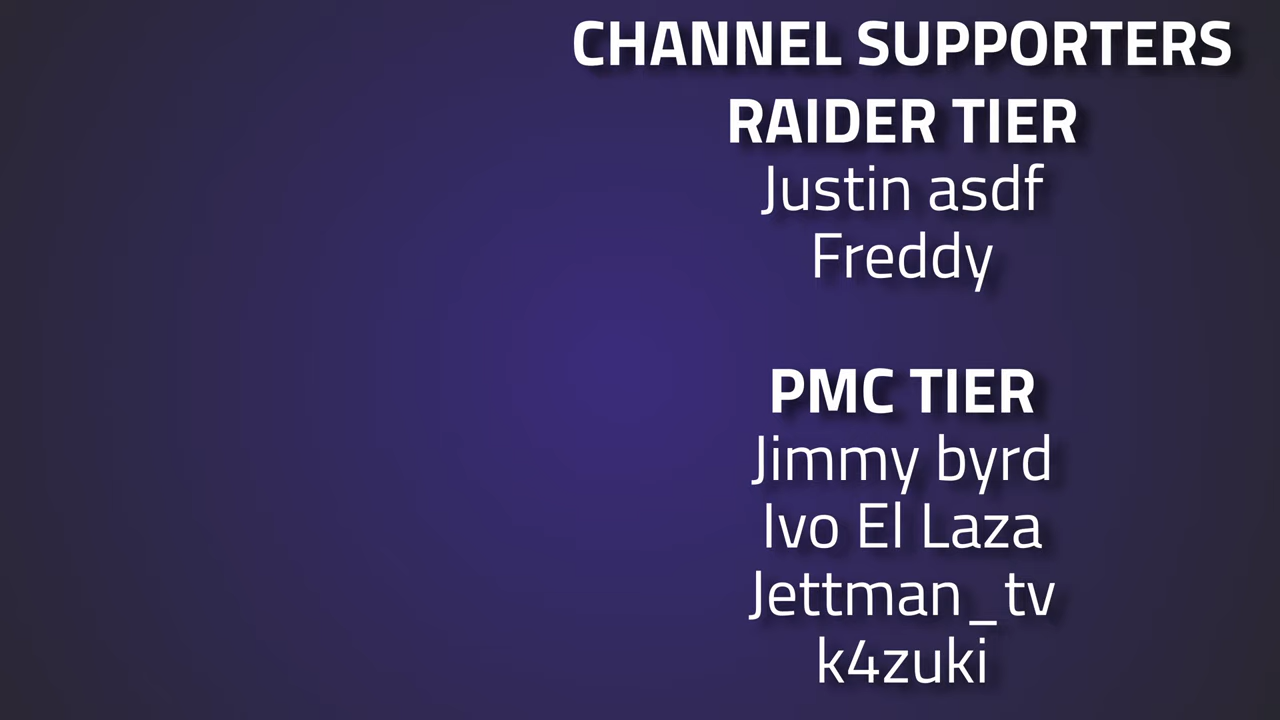 CHANNEL SUPPORTERS
RAIDER TIER
Justin asdf
Freddy
PMC TIER
Jimmy byrd
Ivo El Laza
Jettman_tv
k4zuki